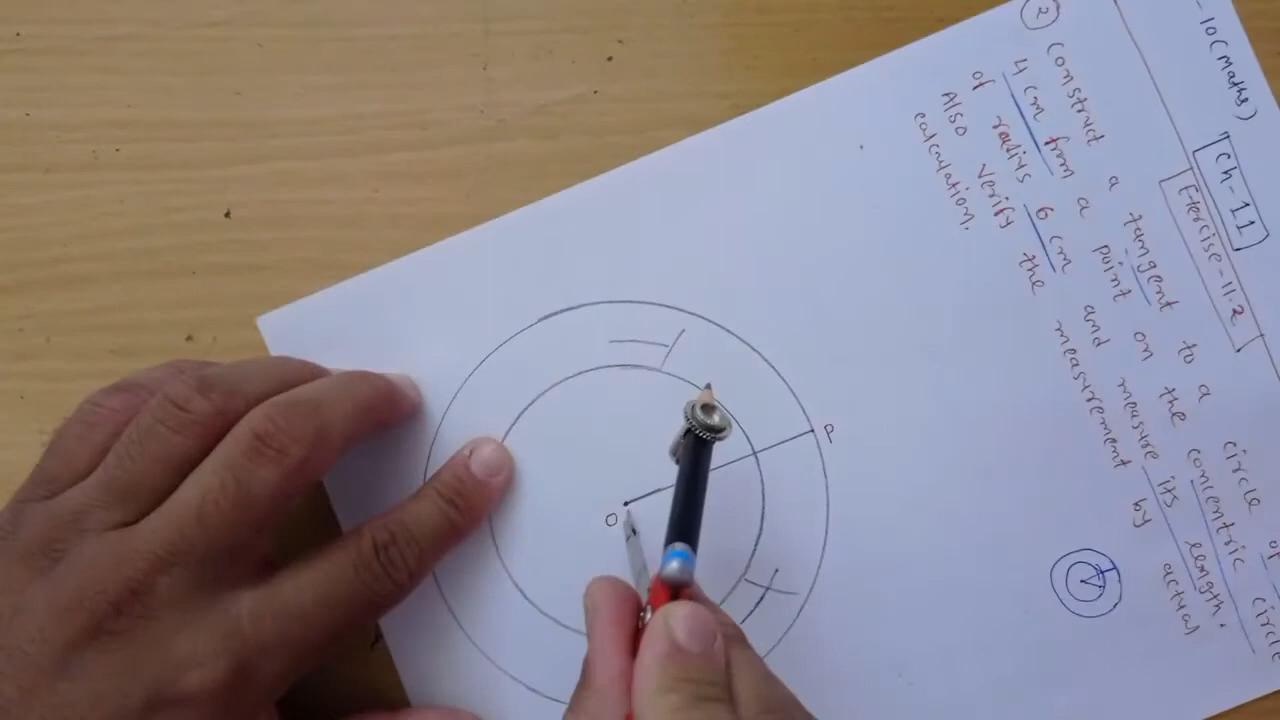 -10 (Maths)
Ch-11
Exercise-11.2
2 Construct a tangent to a circle of
4 cm from a point on the concentric circle
of radius 6 cm and measure its length.
Also verify the measurement by actual
calculation.
P
O